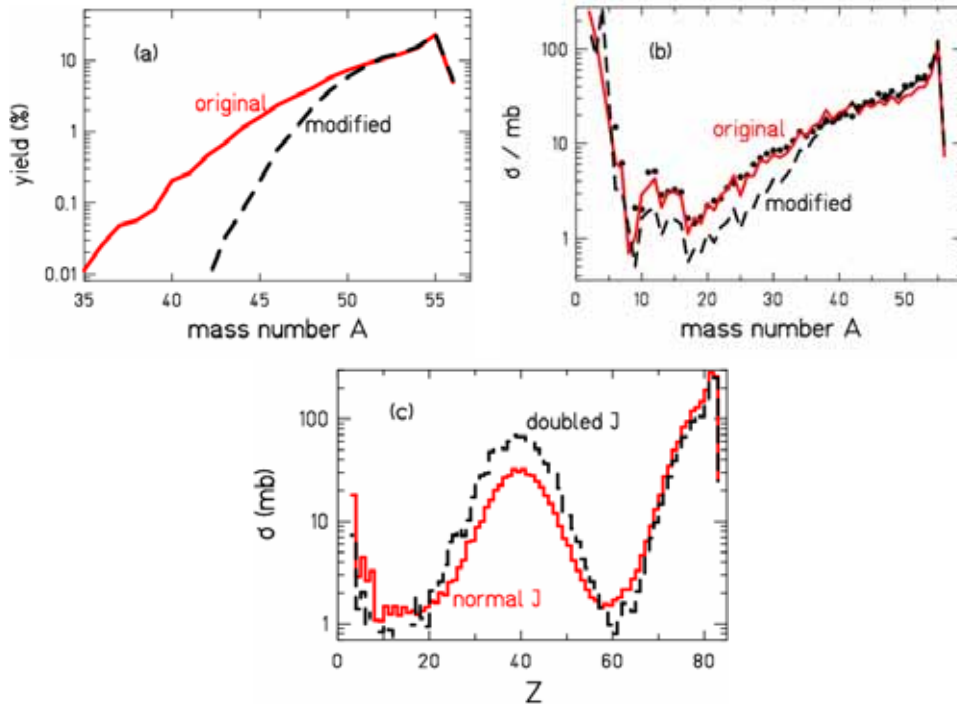 (a)
original
modified
yield (%)
10
1
0.1
0.01
35
40
45
50
55
mass number A
(b)
original
modified
σ / mb
100
10
1
0
10
20
30
40
50
mass number A
(c)
doubled J
normal J
σ (mb)
100
10
1
0
20
40
60
80
Z